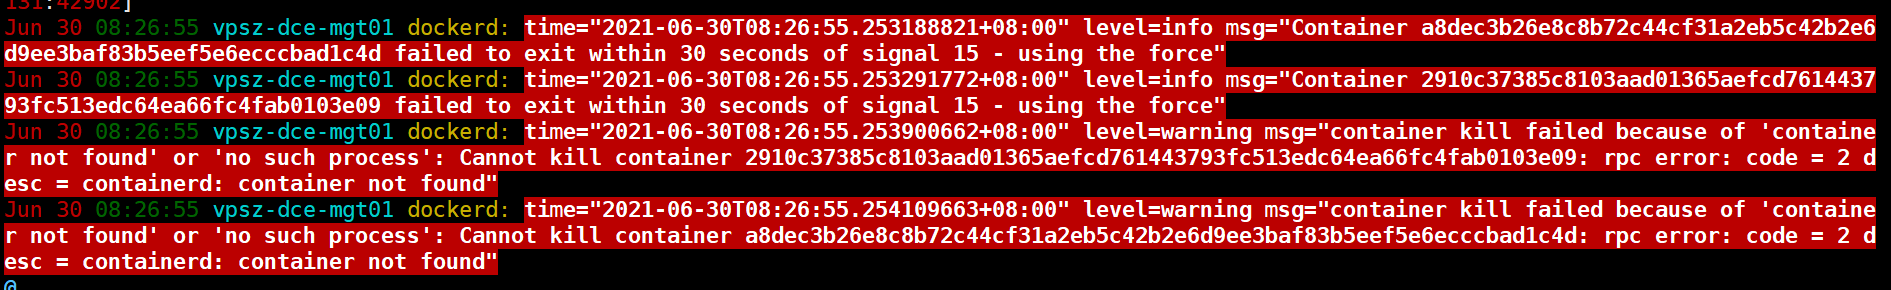 131:42902]
Jun 30 08:26:55 vpsz-dce-mgt01 dockerd: time="2021-06-30T08:26:55.253188821+08:00" level=info msg="Container a8dec3b26e8c8b72c44cf31a2eb5c42b2e6
d9ee3baf83b5eef5e6ecccbad1c4d failed to exit within 30 seconds of signal 15 - using the force"
Jun 30 08:26:55 vpsz-dce-mgt01 dockerd: time="2021-06-30T08:26:55.253291772+08:00" level=info msg="Container 2910c37385c8103aad01365aefcd7614437
93fc513edc64ea66fc4fab0103e09 failed to exit within 30 seconds of signal 15 - using the force"
Jun 30 08:26:55 vpsz-dce-mgt01 dockerd: time="2021-06-30T08:26:55.253900662+08:00" level=warning msg="container kill failed because of 'containe
r not found' or 'no such process': Cannot kill container 2910c37385c8103aad01365aefcd761443793fc513edc64ea66fc4fab0103e09: rpc error: code = 2 d
esc = containerd: container not found"
Jun 30 08:26:55 vpsz-dce-mgt01 dockerd: time="2021-06-30T08:26:55.254109663+08:00" level=warning msg="container kill failed because of 'containe
r not found' or 'no such process': Cannot kill container a8dec3b26e8c8b72c44cf31a2eb5c42b2e6d9ee3baf83b5eef5e6ecccbad1c4d: rpc error: code = 2 d
esc = containerd: container not found"
@